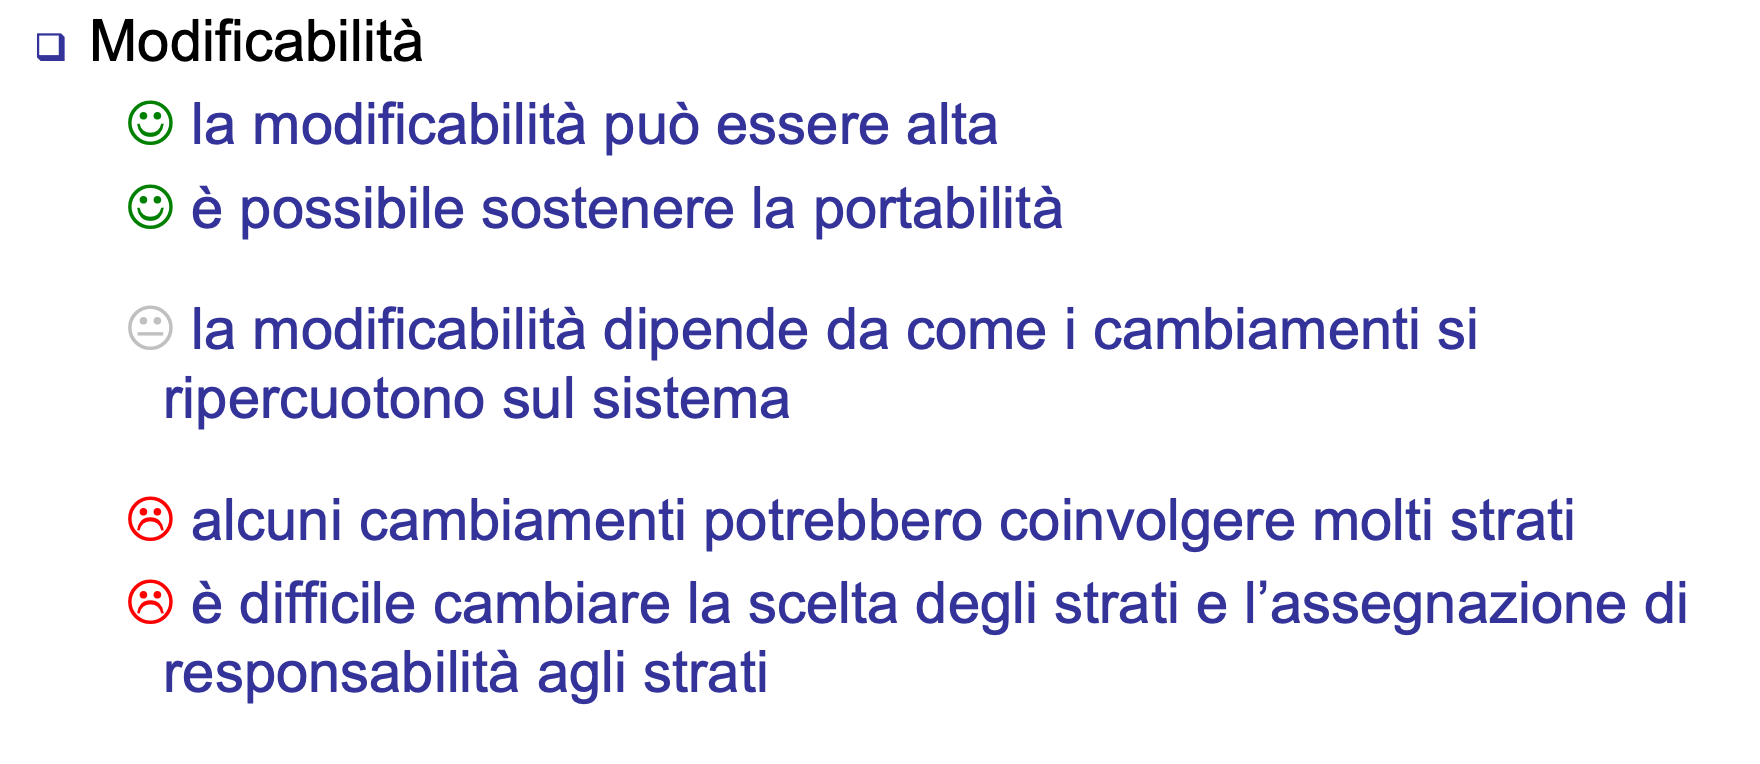 Modificabilità
la modificabilità può essere alta
è possibile sostenere la portabilità
la modificabilità dipende da come i cambiamenti si
ripercuotono sul sistema
alcuni cambiamenti potrebbero coinvolgere molti strati
è difficile cambiare la scelta degli strati e l’assegnazione di
responsabilità agli strati